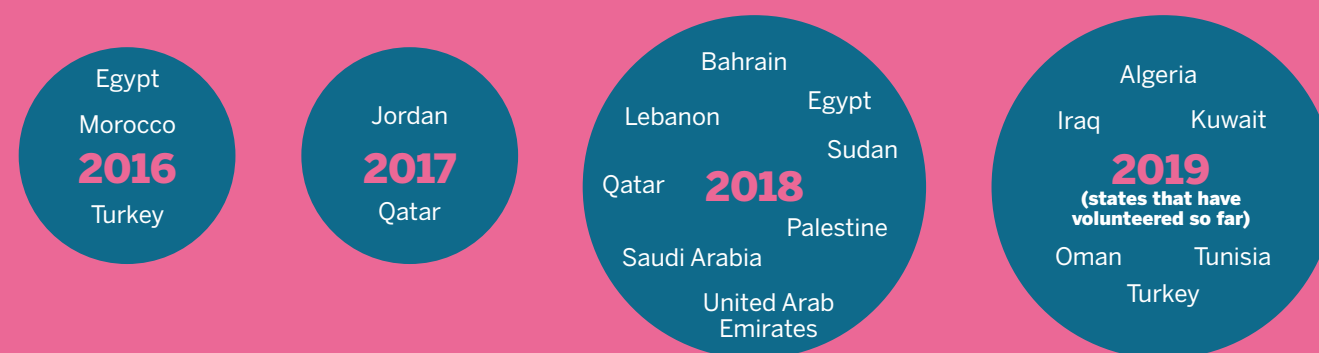 Egypt
Morocco
2016
Turkey
Jordan
2017
Qatar
Bahrain
Egypt
Lebanon
Sudan
Qatar
2018
Palestine
Saudi Arabia
United Arab
Emirates
Algeria
Iraq
Kuwait
2019
(states that have
volunteered so far)
Oman
Tunisia
Turkey